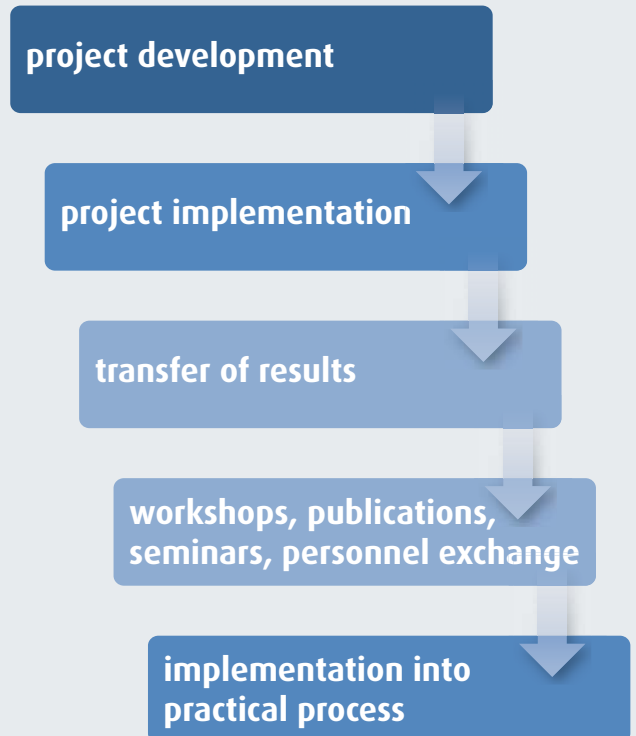 project development
project implementation
transfer of results
workshops, publications,
seminars, personnel exchange
implementation into
practical process